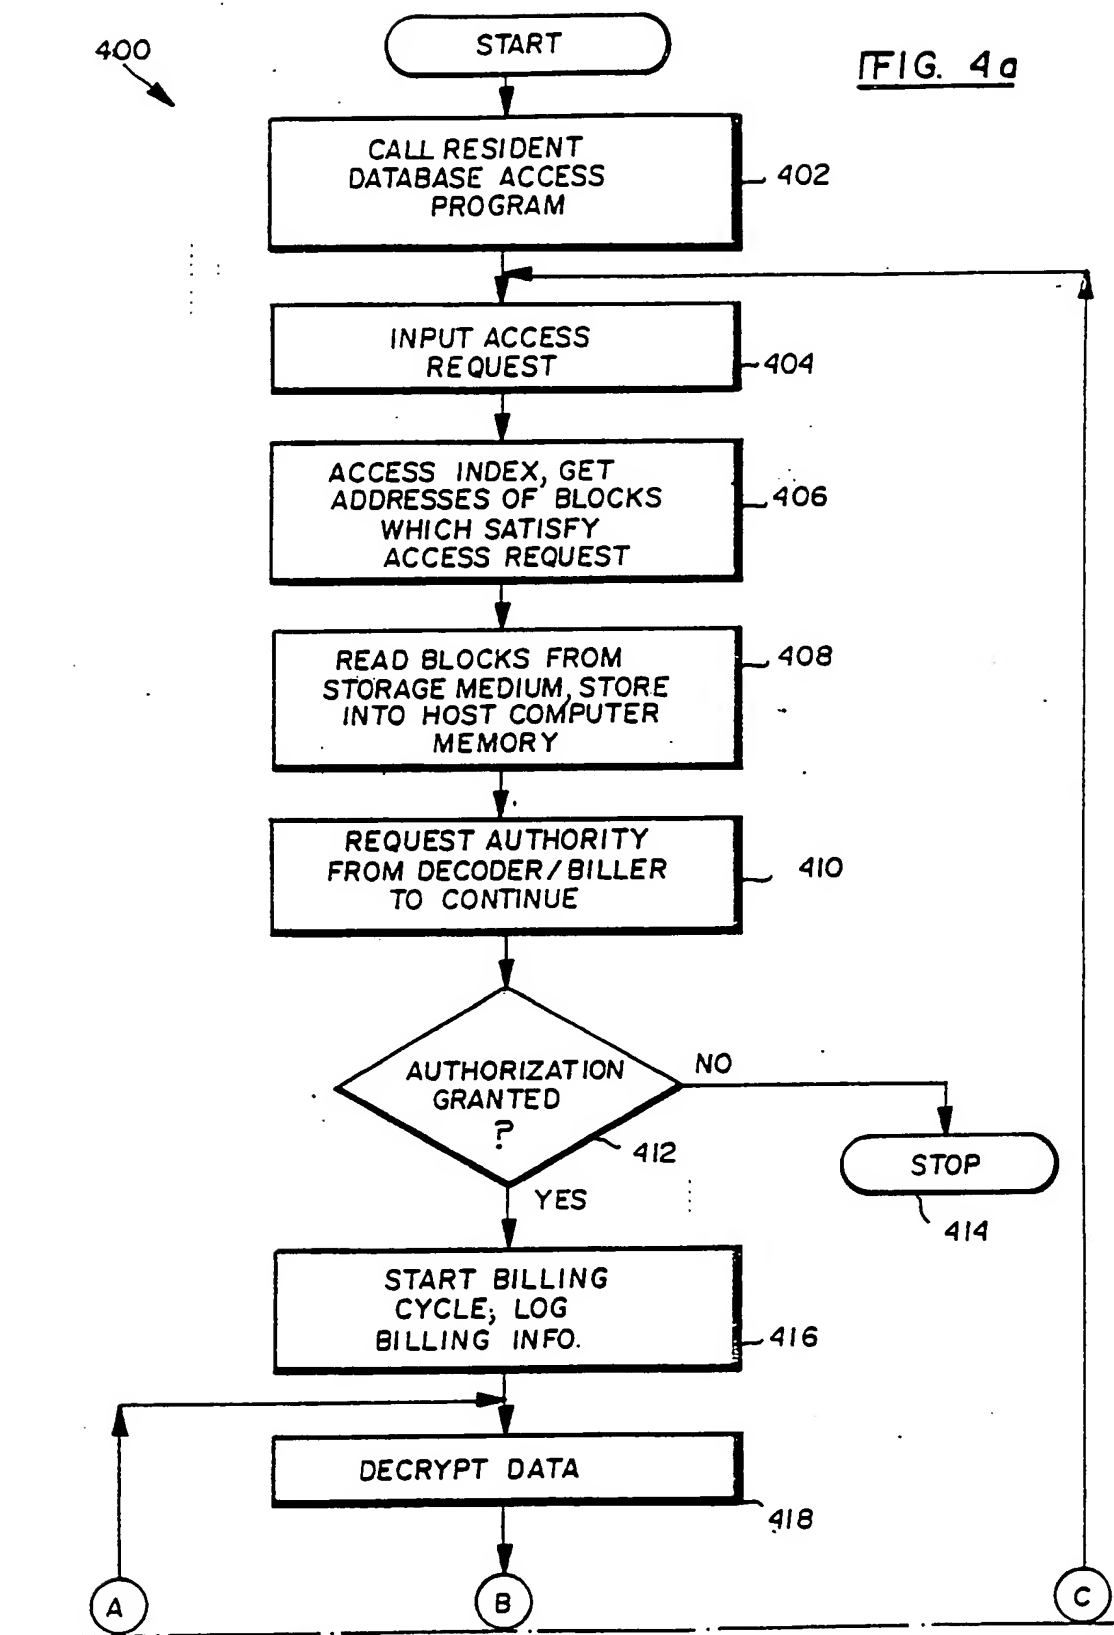 400
START
FIG. 4a
CALL RESIDENT
DATABASE ACCESS
PROGRAM
402
INPUT ACCESS
REQUEST
404
ACCESS INDEX, GET
ADDRESSES OF BLOCKS
WHICH SATISFY
ACCESS REQUEST
406
READ BLOCKS FROM
STORAGE MEDIUM, STORE
INTO HOST COMPUTER
MEMORY
408
REQUEST AUTHORITY
FROM DECODER/BILLER
TO CONTINUE
410
AUTHORIZATION
GRANTED
?
412
NO
STOP
414
YES
START BILLING
CYCLE; LOG
BILLING INFO.
416
DECRYPT DATA
418
A
B
C